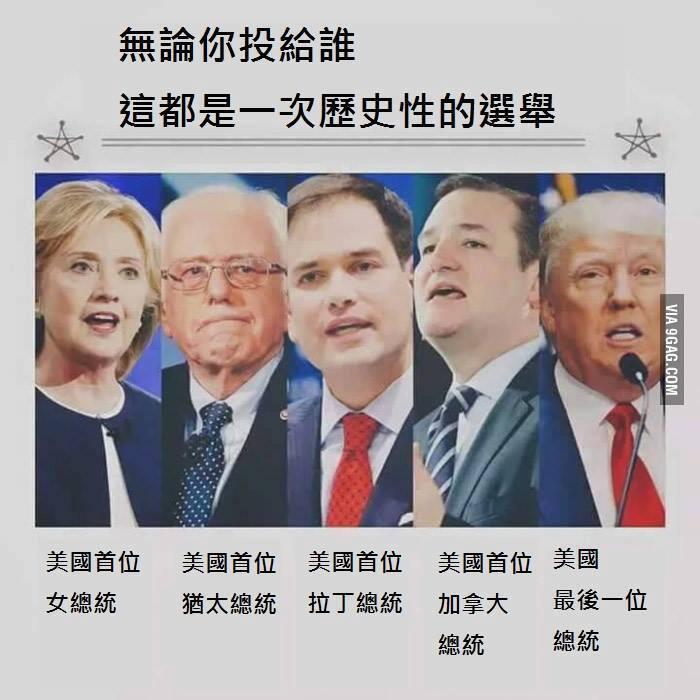 無論你投給誰
這都是一次歷史性的選舉
VIA 9GAG.COM
美國首位
女總統
美國首位
猶太總統
美國首位
拉丁總統
美國首位
加拿大
總統
美國
最後一位
總統